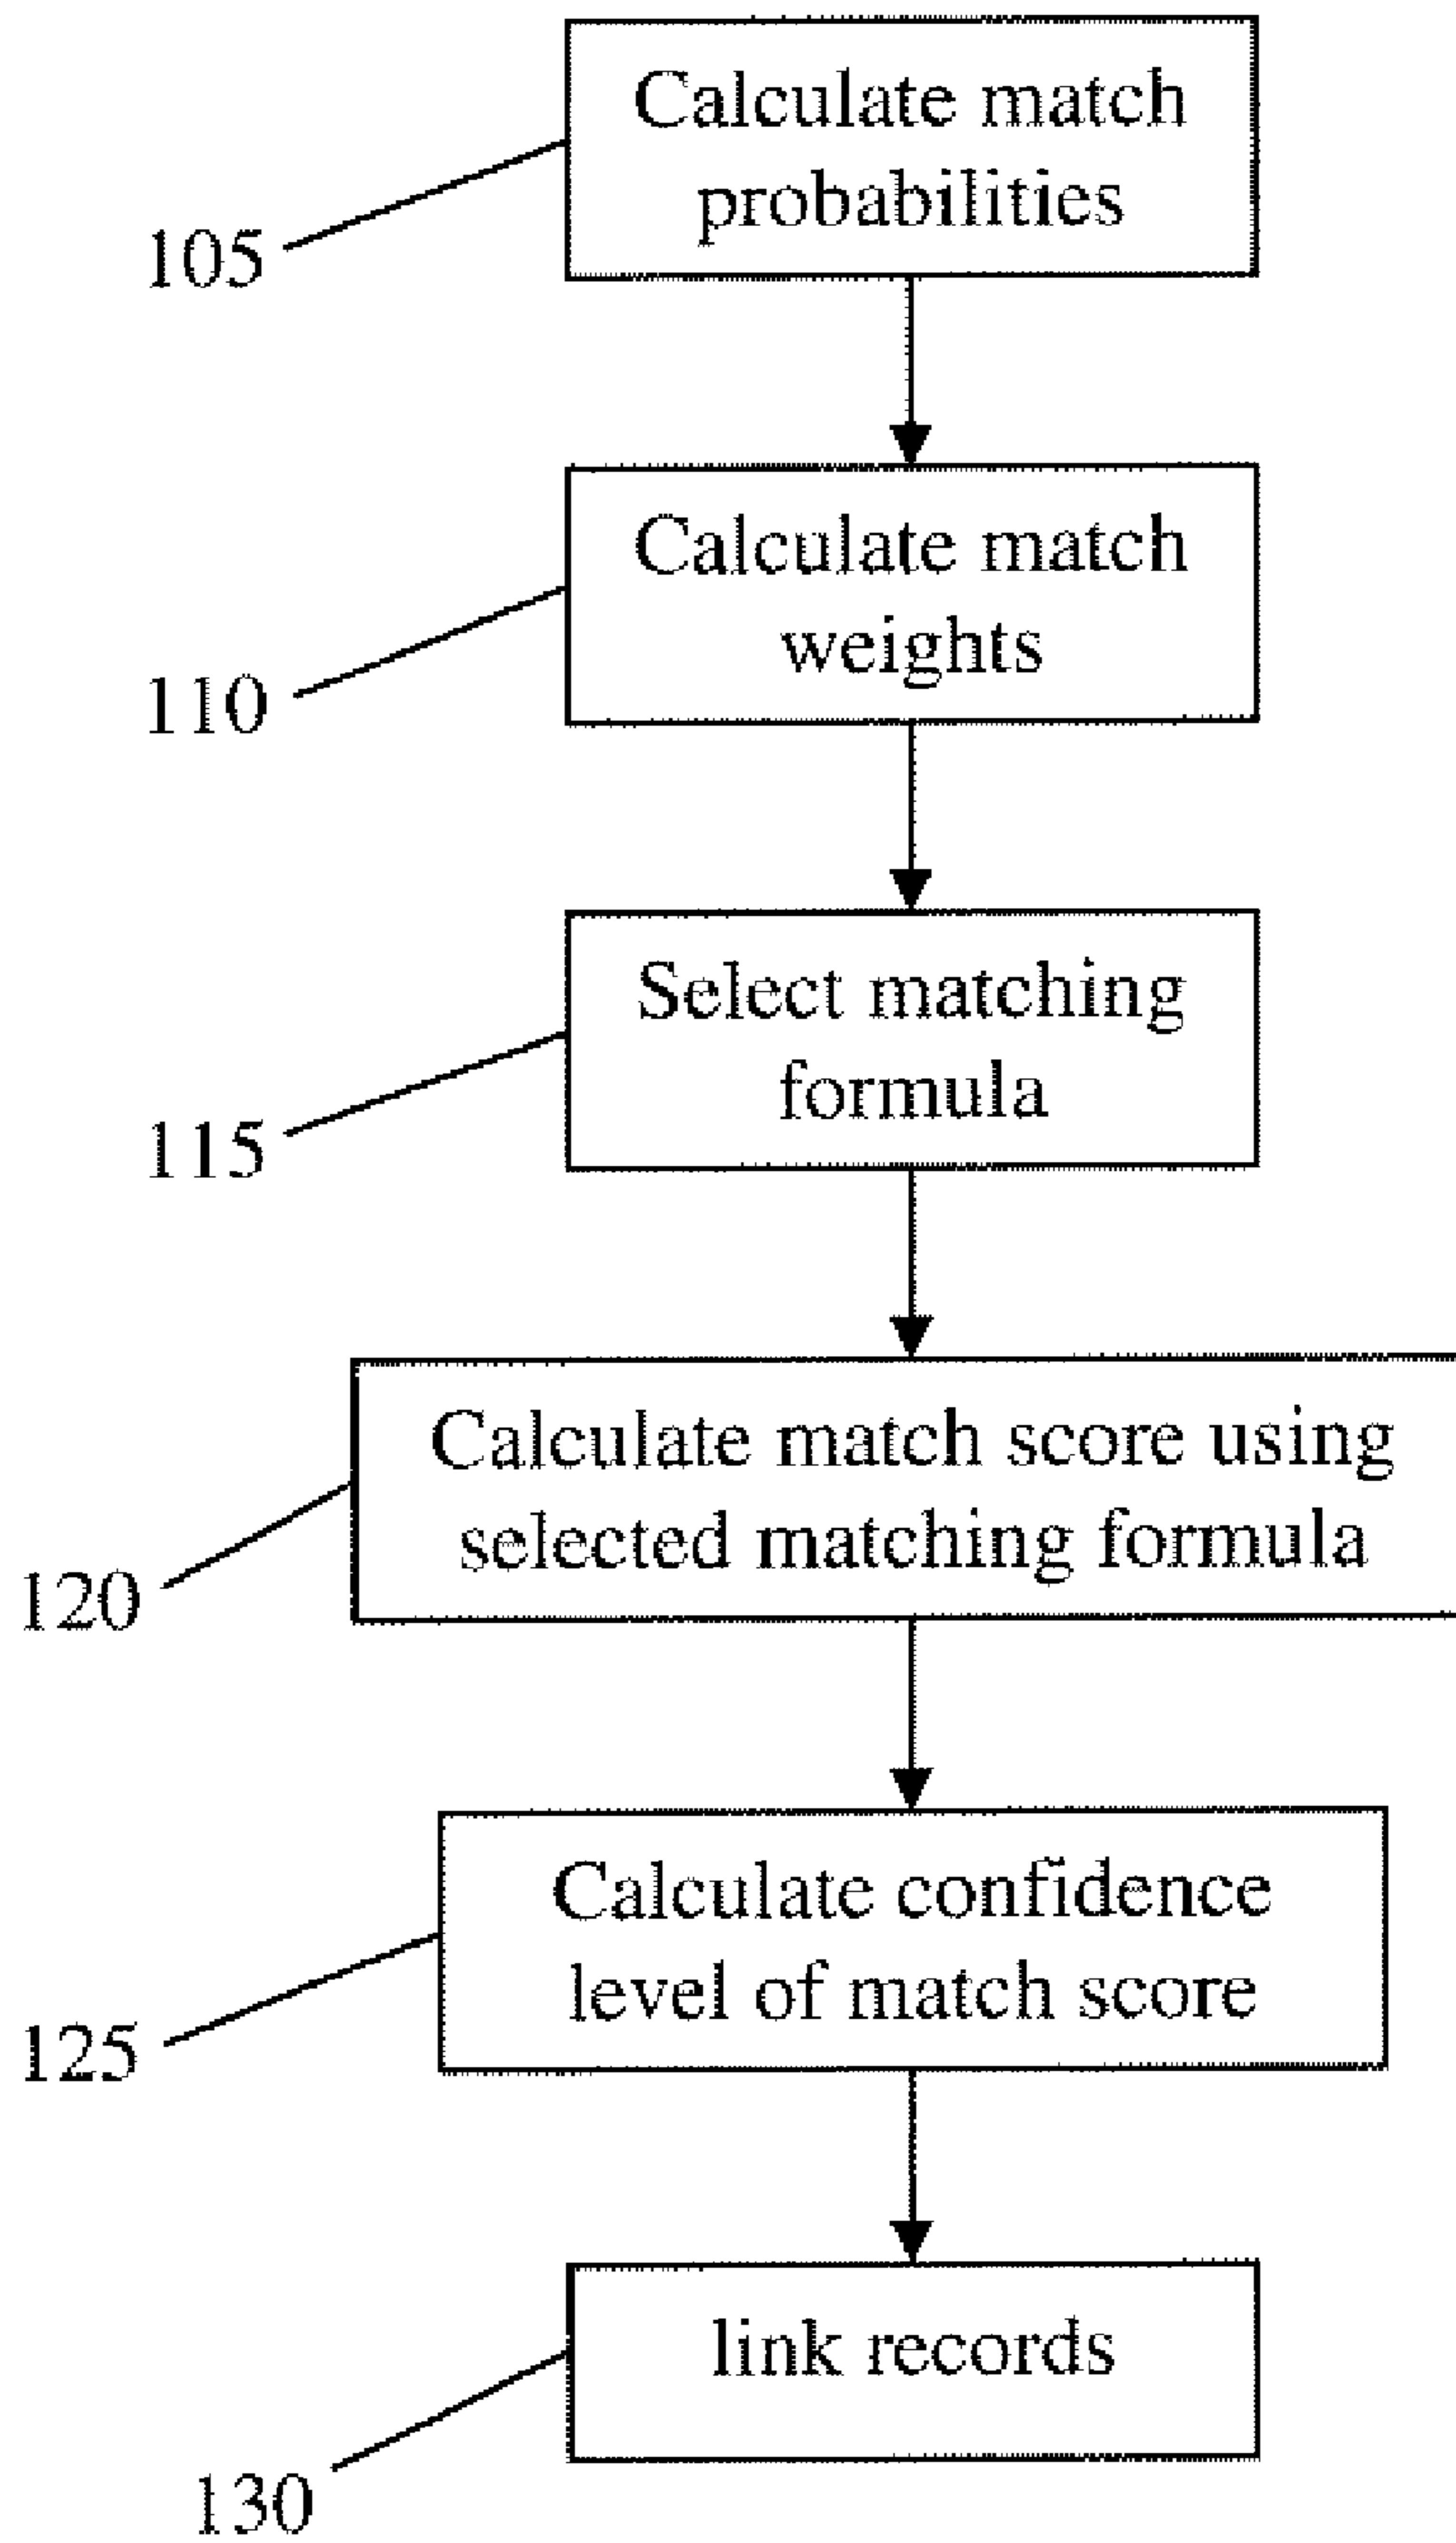 Calculate match
probabilities
105
Calculate match
weights
110
Select matching
formula
115
Calculate match score using
selected matching formula
120
Calculate confidence
level of match score
125
link records
130